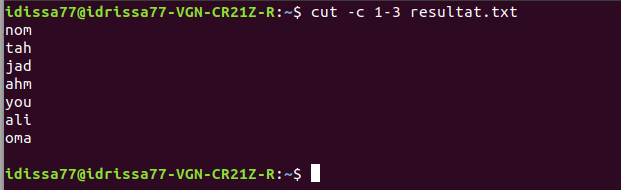 idissa77@idrissa77-VGN-CR21Z-R:~$ cut -c 1-3 resultat.txt
nom
tah
jad
ahm
you
ali
oma
idissa77@idrissa77-VGN-CR21Z-R:~$